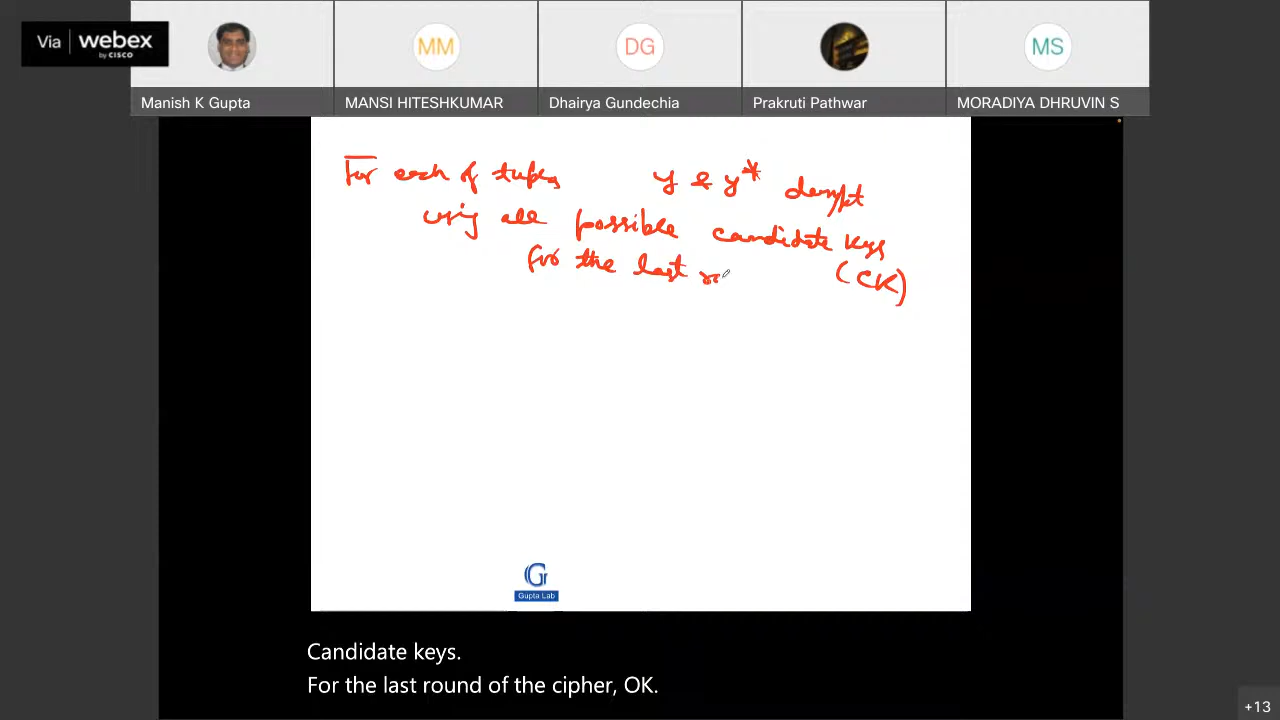 Via webex
by CISCO
MM
DG
MS
Manish K Gupta
MANSI HITESHKUMAR
Dhairya Gundechia
Prakruti Pathwar
MORADIYA DHRUVIN S
For each of tuples y & y* decrypt
using all possible candidate keys
for the last (CK)
G
Gupta Lab
Candidate keys.
For the last round of the cipher, OK.
+13